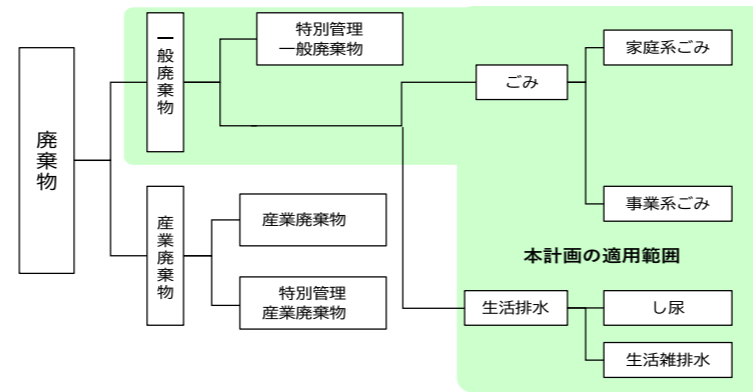 廃棄物
一般廃棄物
特別管理
一般廃棄物
ごみ
家庭系ごみ
事業系ごみ
産業廃棄物
産業廃棄物
特別管理
産業廃棄物
本計画の適用範囲
生活排水
し尿
生活雑排水